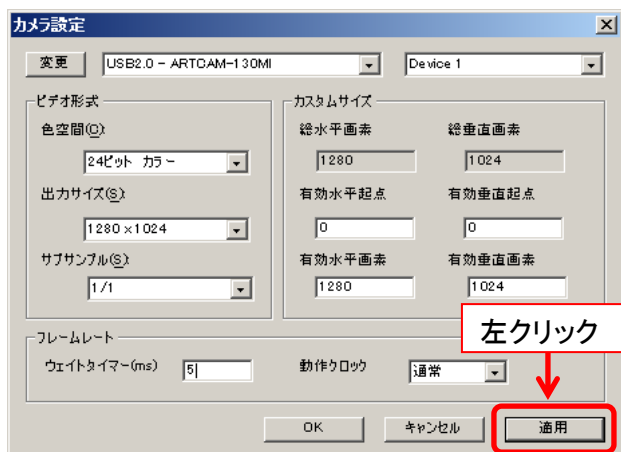 カメラ設定
変更 USB2.0 - ARTCAM-130MI Device 1
ビデオ形式
色空間(C):
24ビット カラー
出力サイズ(S):
1280 x 1024
サブサンプル(S):
1/1
カスタムサイズ
総水平画素 総垂直画素
1280 1024
有効水平起点 有効垂直起点
0 0
有効水平画素 有効垂直画素
1280 1024
左クリック
フレームレート
ウェイトタイマー(ms) 5 動作クロック 通常
OK キャンセル 適用